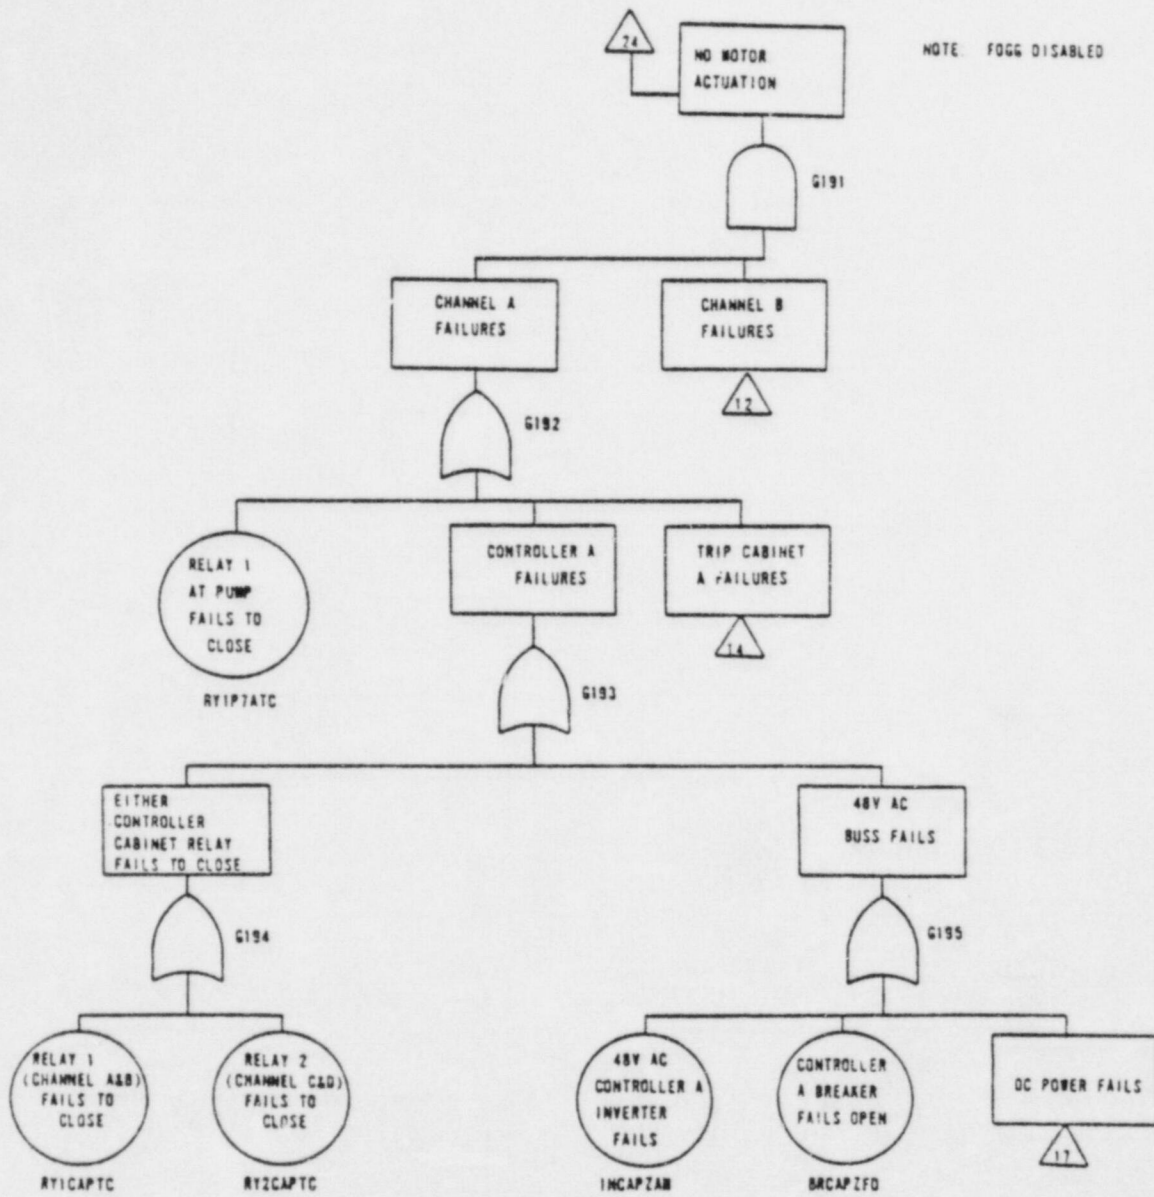 24
NO MOTOR
ACTUATION
NOTE: FOGG DISABLED
G191
CHANNEL A
FAILURES
CHANNEL B
FAILURES
12
G192
RELAY 1
AT PUMP
FAILS TO
CLOSE
RY1P7ATC
CONTROLLER A
FAILURES
TRIP CABINET
A FAILURES
14
G193
EITHER
CONTROLLER
CABINET RELAY
FAILS TO CLOSE
48V AC
BUSS FAILS
G194
G195
RELAY 1
(CHANNEL A&B)
FAILS TO
CLOSE
RY1CAPTC
RELAY 2
(CHANNEL C&D)
FAILS TO
CLOSE
RY2CAPTC
48V AC
CONTROLLER A
INVERTER
FAILS
CONTROLLER
A BREAKER
FAILS OPEN
BRCAPZFO
DC POWER FAILS
17